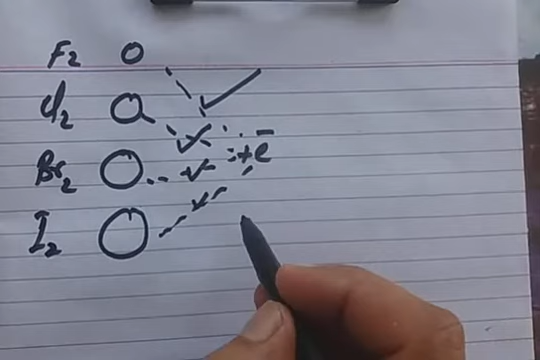 F₂
Cl₂
Br₂
I₂
+e⁻